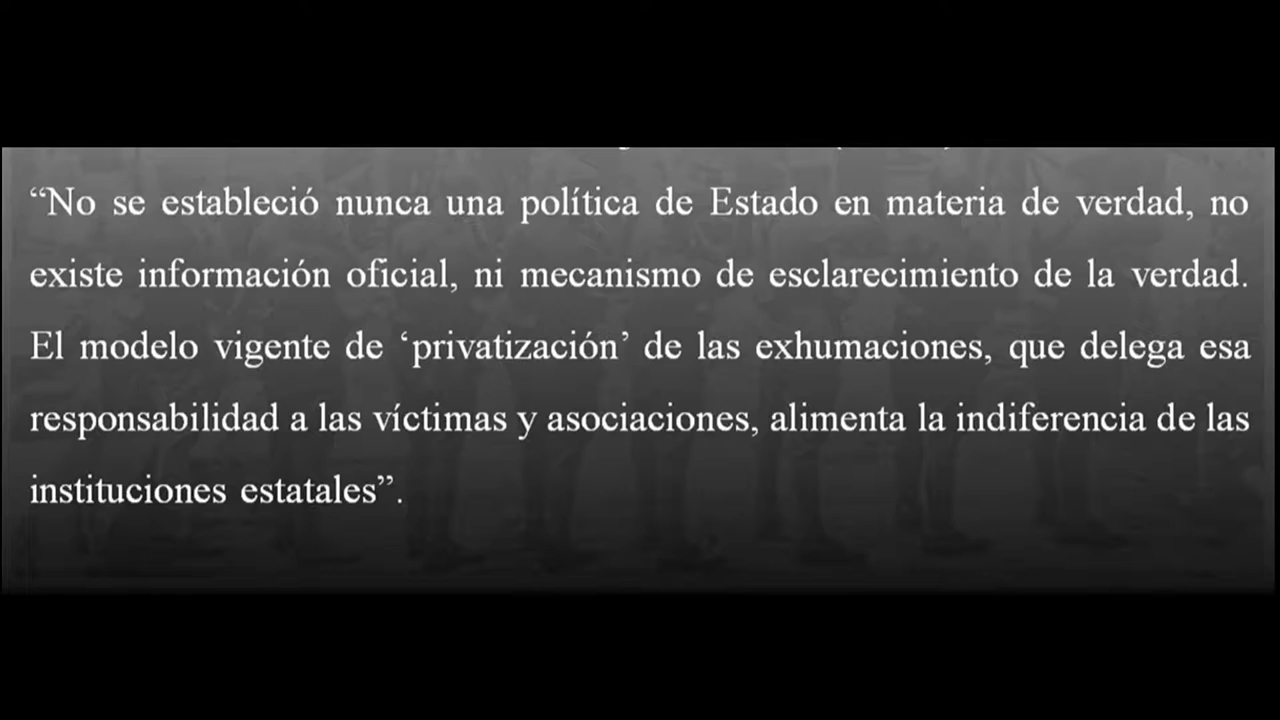 “No se estableció nunca una política de Estado en materia de verdad, no
existe información oficial, ni mecanismo de esclarecimiento de la verdad.
El modelo vigente de ‘privatización’ de las exhumaciones, que delega esa
responsabilidad a las víctimas y asociaciones, alimenta la indiferencia de las
instituciones estatales”.